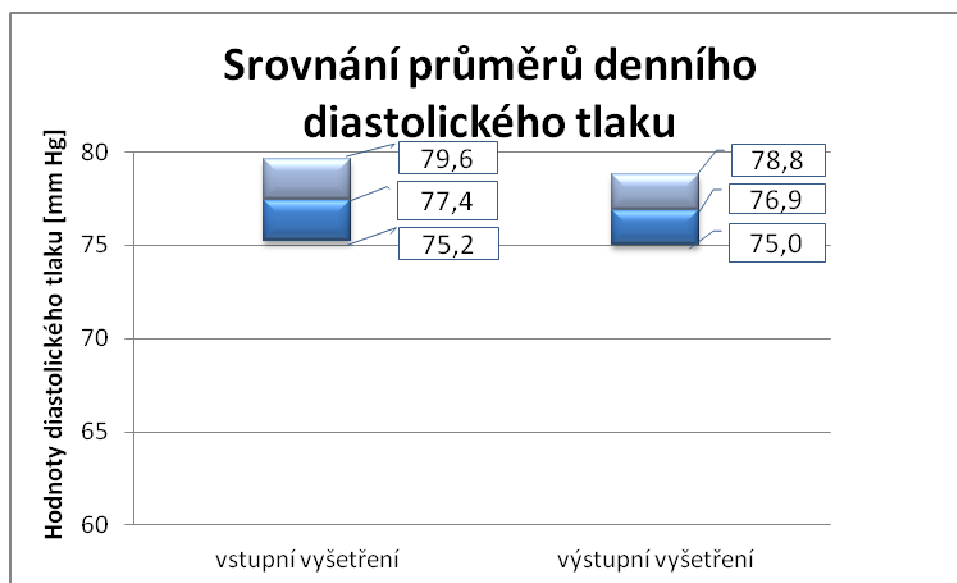 Srovnání průměrů denního
diastolického tlaku
Hodnoty diastolického tlaku [mm Hg]
80
75
70
65
60
79,6
77,4
75,2
78,8
76,9
75,0
vstupní vyšetření
výstupní vyšetření